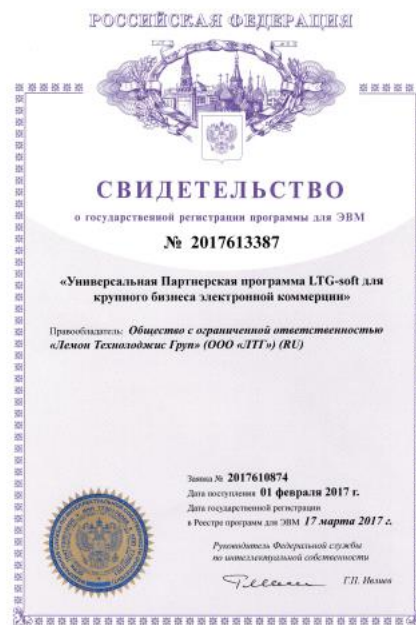 РОССИЙСКАЯ ФЕДЕРАЦИЯ
СВИДЕТЕЛЬСТВО
о государственной регистрации программы для ЭВМ
№ 2017613387
«Универсальная Партнерская программа LTG-soft для
крупного бизнеса электронной коммерции»
Правообладатель: Общество с ограниченной ответственностью
«Лемон Технолоджис Груп» (ООО «ЛТГ») (RU)
Заявка № 2017610874
Дата поступления 01 февраля 2017 г.
Дата государственной регистрации
в Реестре программ для ЭВМ 17 марта 2017 г.
Руководитель Федеральной службы
по интеллектуальной собственности
Г.П. Ивлиев